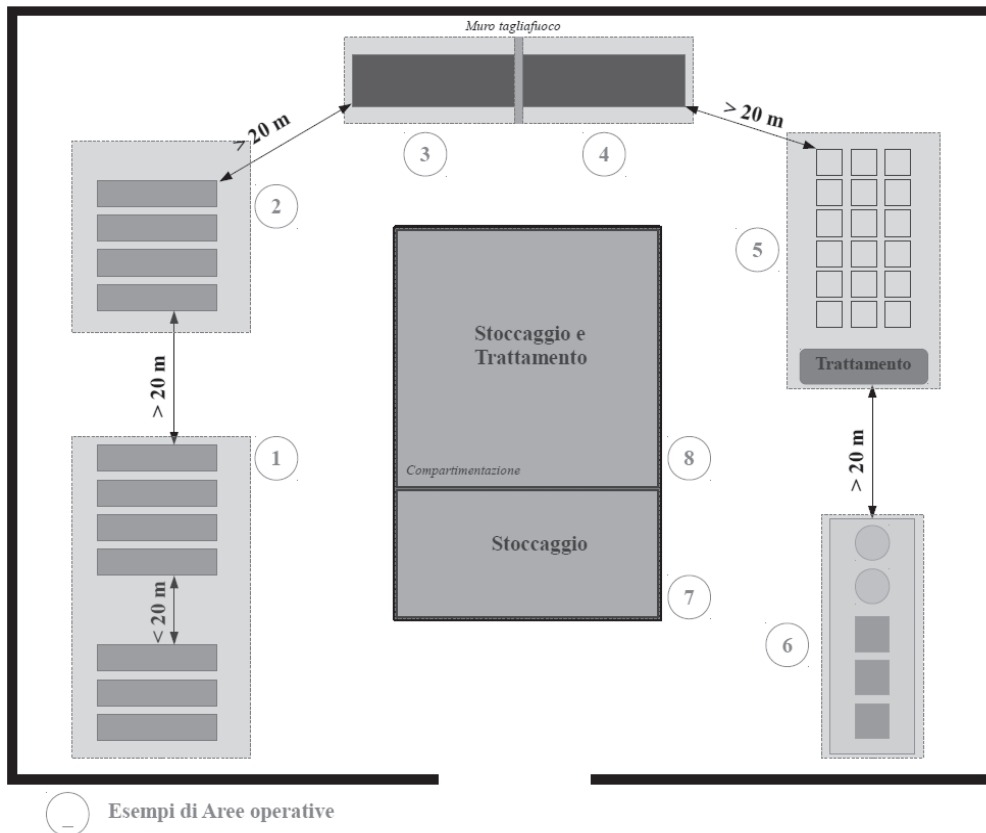 Muro tagliafuoco
> 20 m
> 20 m
3
4
2
5
Stoccaggio e
Trattamento
Trattamento
> 20 m
1
> 20 m
8
Compartimentazione
Stoccaggio
< 20 m
7
6
_ Esempi di Aree operative